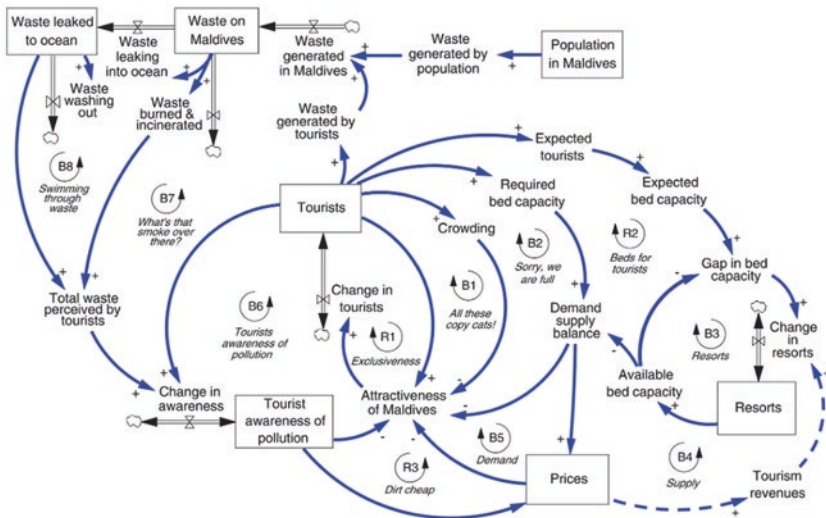 Waste leaked
to ocean
Waste
leaking
into ocean
Waste on
Maldives
Waste
generated
in Maldives
Waste
generated by
population
Population
in Maldives
+
+
+
+
+
+
+
Waste
washing
out
Waste
burned &
incinerated
Waste
generated by
tourists
+
B8
Swimming
through
waste
B7
What's that
smoke over
there?
Tourists
+
Expected
tourists
+
Required
bed capacity
+
Expected
bed capacity
+
Crowding
B2
Sorry, we
are full
R2
Beds for
tourists
+
Gap in bed
capacity
-
+
+
Total waste
perceived by
tourists
B6
Tourists
awareness of
pollution
Change in
tourists
+
R1
Exclusiveness
B1
All these
copy cats!
+
Demand
supply
balance
-
B3
Resorts
+
Change
in
resorts
+
+
+
Change in
awareness
+
Attractiveness
of Maldives
-
-
-
-
Available
bed capacity
+
Resorts
Tourist
awareness of
pollution
R3
Dirt cheap
B5
Demand
+
Prices
-
B4
Supply
Tourism
revenues
+